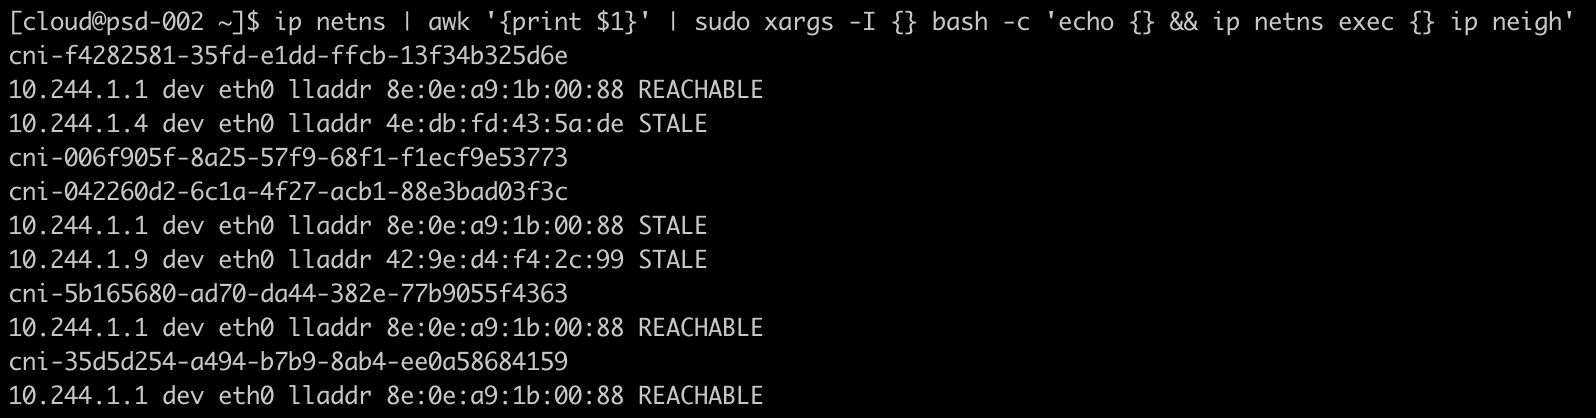 [cloud@psd-002 ~]$ ip netns | awk '{print $1}' | sudo xargs -I {} bash -c 'echo {} && ip netns exec {} ip neigh'
cni-f4282581-35fd-e1dd-ffcb-13f34b325d6e
10.244.1.1 dev eth0 lladdr 8e:0e:a9:1b:00:88 REACHABLE
10.244.1.4 dev eth0 lladdr 4e:db:fd:43:5a:de STALE
cni-006f905f-8a25-57f9-68f1-f1ecf9e53773
cni-042260d2-6c1a-4f27-acb1-88e3bad03f3c
10.244.1.1 dev eth0 lladdr 8e:0e:a9:1b:00:88 STALE
10.244.1.9 dev eth0 lladdr 42:9e:d4:f4:2c:99 STALE
cni-5b165680-ad70-da44-382e-77b9055f4363
10.244.1.1 dev eth0 lladdr 8e:0e:a9:1b:00:88 REACHABLE
cni-35d5d254-a494-b7b9-8ab4-ee0a58684159
10.244.1.1 dev eth0 lladdr 8e:0e:a9:1b:00:88 REACHABLE